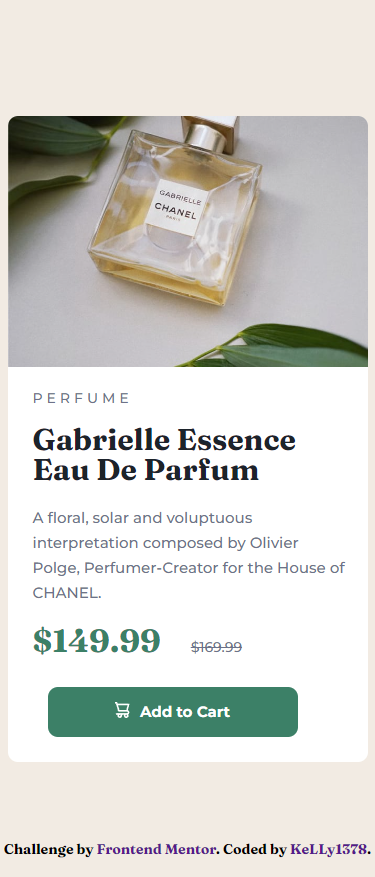 GABRIELLE
CHANEL
PARIS
PERFUME
Gabrielle Essence
Eau De Parfum
A floral, solar and voluptuous
interpretation composed by Olivier
Polge, Perfumer-Creator for the House of
CHANEL.
$149.99 $169.99
Add to Cart
Challenge by Frontend Mentor. Coded by KeLLy1378.